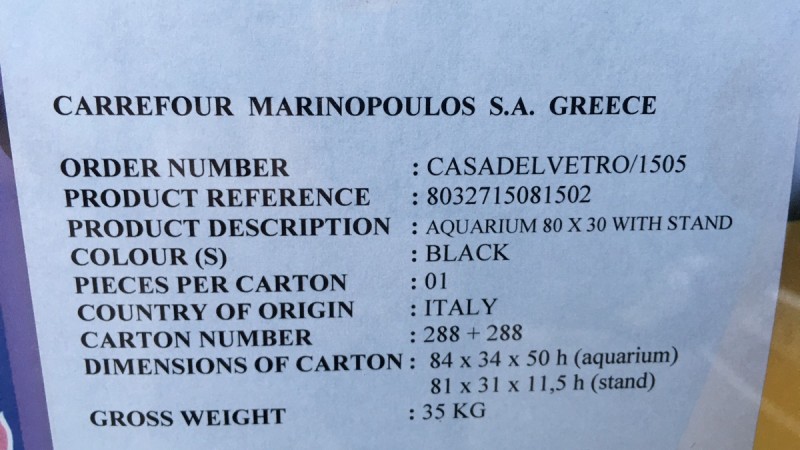 CARREFOUR MARINOPOULOS S.A. GREECE
ORDER NUMBER : CASADELVETRO/1505
PRODUCT REFERENCE : 8032715081502
PRODUCT DESCRIPTION : AQUARIUM 80 X 30 WITH STAND
COLOUR (S) : BLACK
PIECES PER CARTON : 01
COUNTRY OF ORIGIN : ITALY
CARTON NUMBER : 288 + 288
DIMENSIONS OF CARTON : 84 x 34 x 50 h (aquarium)
81 x 31 x 11,5 h (stand)
GROSS WEIGHT : 35 KG